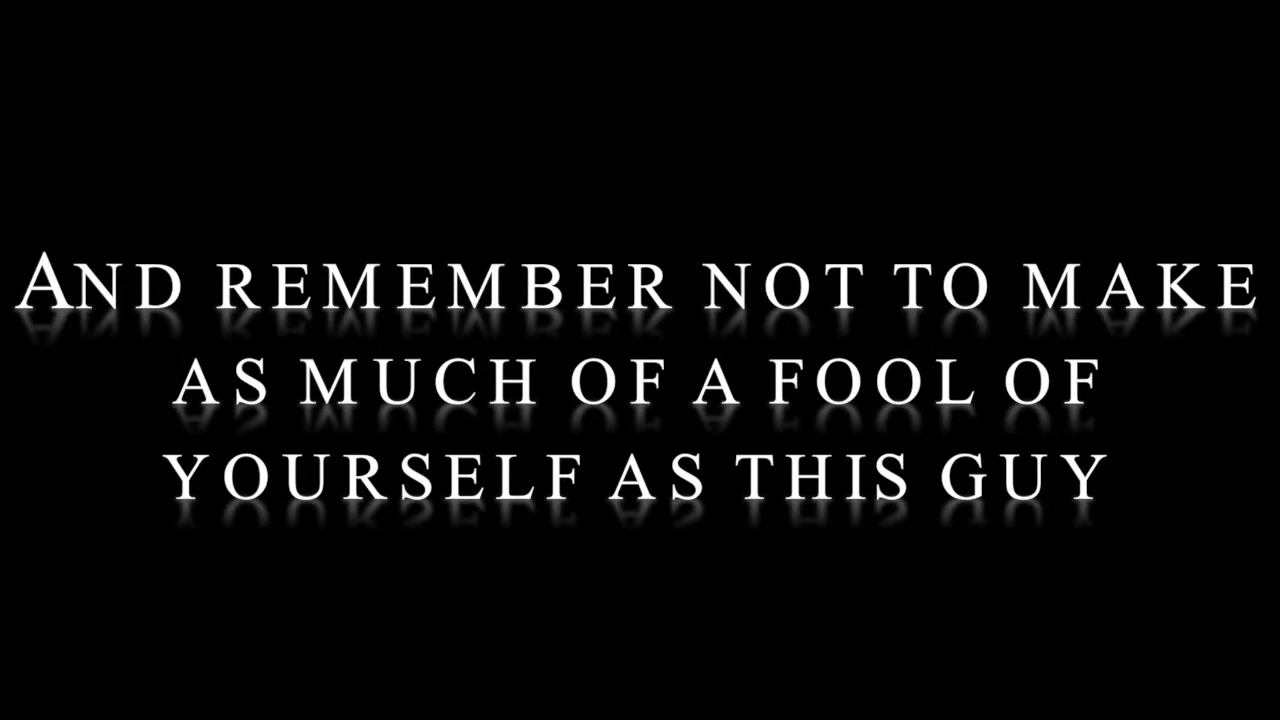 AND REMEMBER NOT TO MAKE
AS MUCH OF A FOOL OF
YOURSELF AS THIS GUY